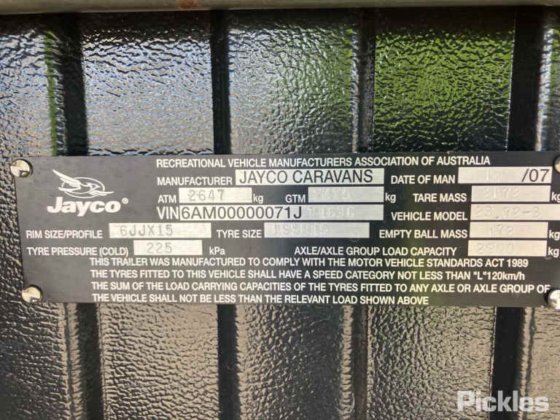 RECREATIONAL VEHICLE MANUFACTURERS ASSOCIATION OF AUSTRALIA
Jayco
MANUFACTURER JAYCO CARAVANS DATE OF MAN /07
ATM 2647 kg GTM kg TARE MASS kg
VIN 6AM00000071J VEHICLE MODEL
RIM SIZE/PROFILE 6JJX15 TYRE SIZE EMPTY BALL MASS 172 kg
TYRE PRESSURE (COLD) 225 kPa AXLE/AXLE GROUP LOAD CAPACITY kg
THIS TRAILER WAS MANUFACTURED TO COMPLY WITH THE MOTOR VEHICLE STANDARDS ACT 1989
THE TYRES FITTED TO THIS VEHICLE SHALL HAVE A SPEED CATEGORY NOT LESS THAN "L"120km/h
THE SUM OF THE LOAD CARRYING CAPACITIES OF THE TYRES FITTED TO ANY AXLE OR AXLE GROUP OF
THE VEHICLE SHALL NOT BE LESS THAN THE RELEVANT LOAD SHOWN ABOVE
Pickles